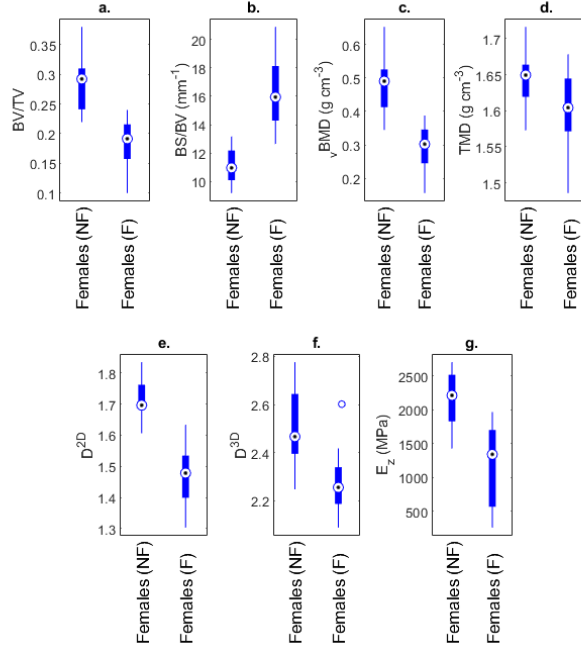 a.
BV/TV
0.35
0.3
0.25
0.2
0.15
0.1
Females (NF)
Females (F)
b.
BS/BV (mm⁻¹)
20
18
16
14
12
10
Females (NF)
Females (F)
c.
vBMD (g cm⁻³)
0.6
0.5
0.4
0.3
0.2
Females (NF)
Females (F)
d.
TMD (g cm⁻³)
1.7
1.65
1.6
1.55
1.5
Females (NF)
Females (F)
e.
D²ᴰ
1.8
1.7
1.6
1.5
1.4
1.3
Females (NF)
Females (F)
f.
D³ᴰ
2.8
2.6
2.4
2.2
Females (NF)
Females (F)
g.
E_z (MPa)
2500
2000
1500
1000
500
Females (NF)
Females (F)